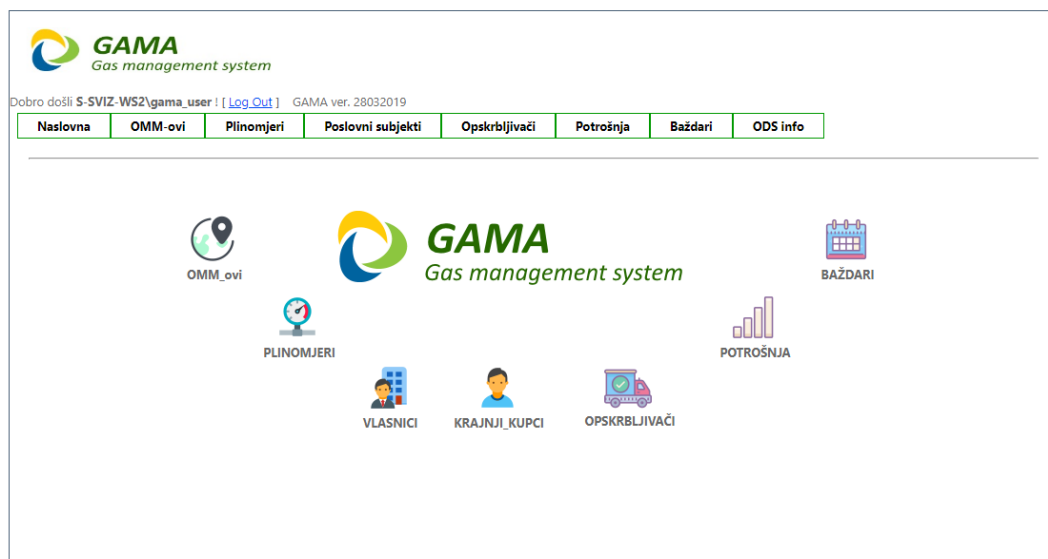 GAMA
Gas management system
Dobro došli S-SVIZ-WS2\gama_user ! [ Log Out ] GAMA ver. 28032019
Naslovna OMM-ovi Plinomjeri Poslovni subjekti Opskrbljivači Potrošnja Baždari ODS info
GAMA
Gas management system
OMM_ovi
BAŽDARI
PLINOMJERI
POTROŠNJA
VLASNICI KRAJNJI_KUPCI OPSKRBLJIVAČI